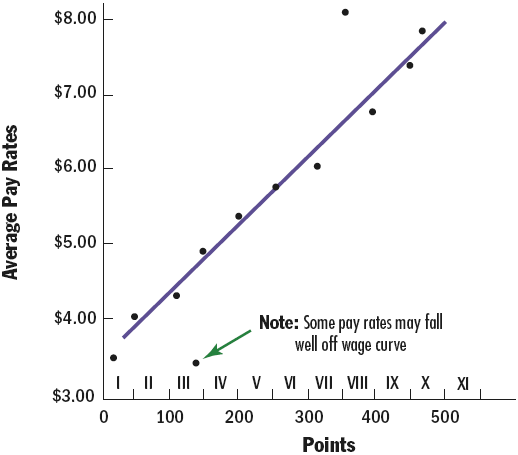 Average Pay Rates
$8.00
$7.00
$6.00
$5.00
$4.00
$3.00
Note: Some pay rates may fall
well off wage curve
I II III IV V VI VII VIII IX X XI
0 100 200 300 400 500
Points